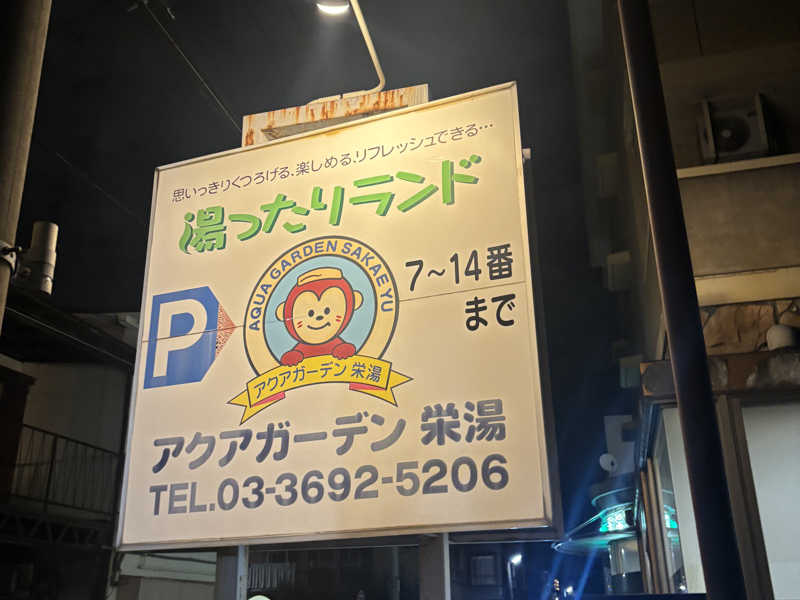 思いっきりくつろげる、楽しめる、リフレッシュできる…
湯ったりランド
P
AQUA GARDEN SAKAE YU
アクアガーデン 栄湯
7～14番
まで
アクアガーデン 栄湯
TEL.03-3692-5206